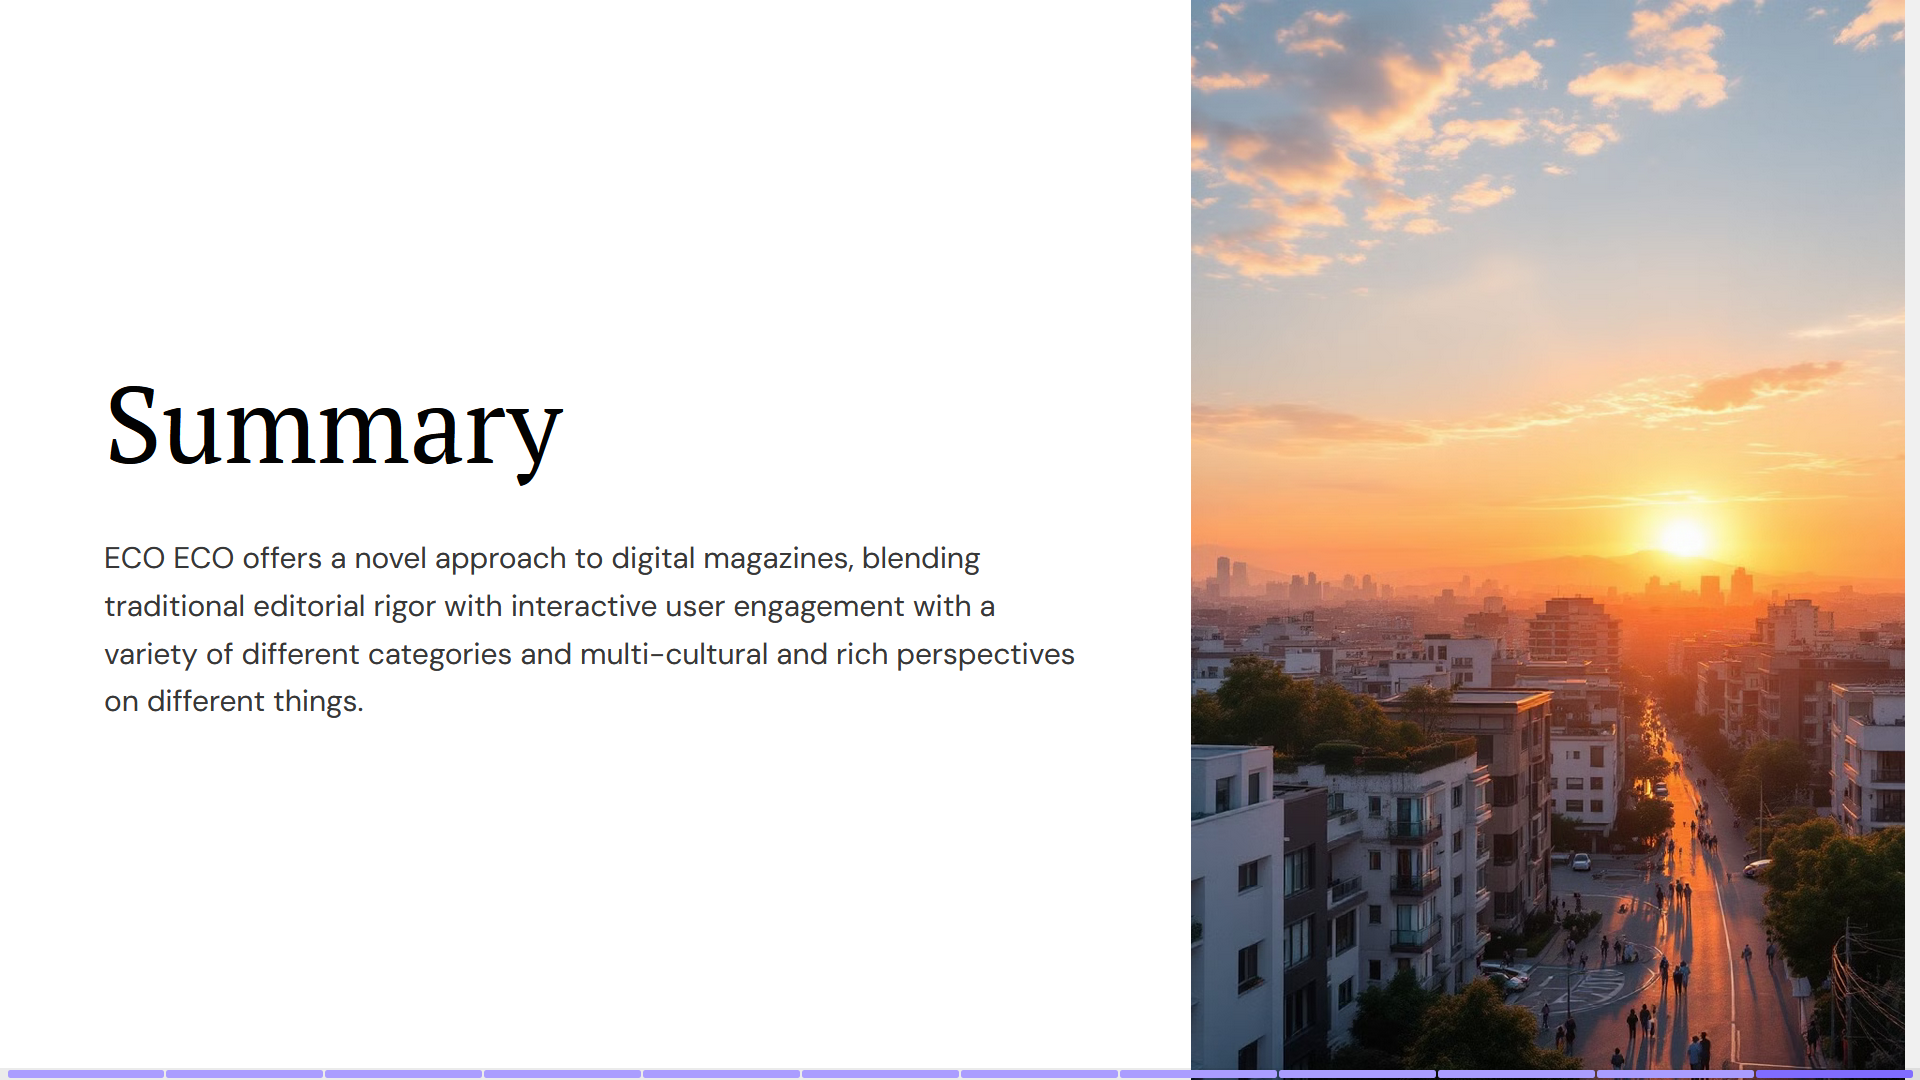 Summary
ECO ECO offers a novel approach to digital magazines, blending
traditional editorial rigor with interactive user engagement with a
variety of different categories and multi-cultural and rich perspectives
on different things.